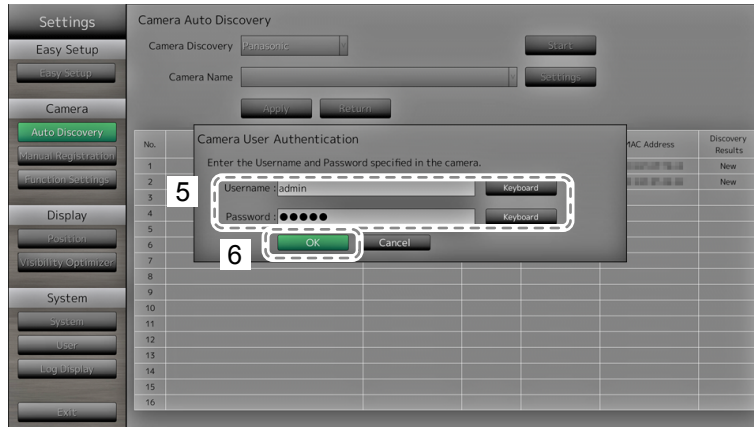 Settings
Easy Setup
Easy Setup
Camera
Auto Discovery
Manual Registration
Function Settings
Display
Position
Visibility Optimizer
System
System
User
Log Display
Exit
Camera Auto Discovery
Camera Discovery Panasonic Start
Camera Name Settings
Apply Return
No. MAC Address Discovery Results
1 New
2 New
3
4
5
6
7
8
9
10
11
12
13
14
15
16
Camera User Authentication
Enter the Username and Password specified in the camera.
5
Username : admin Keyboard
Password : ●●●●● Keyboard
6
OK Cancel